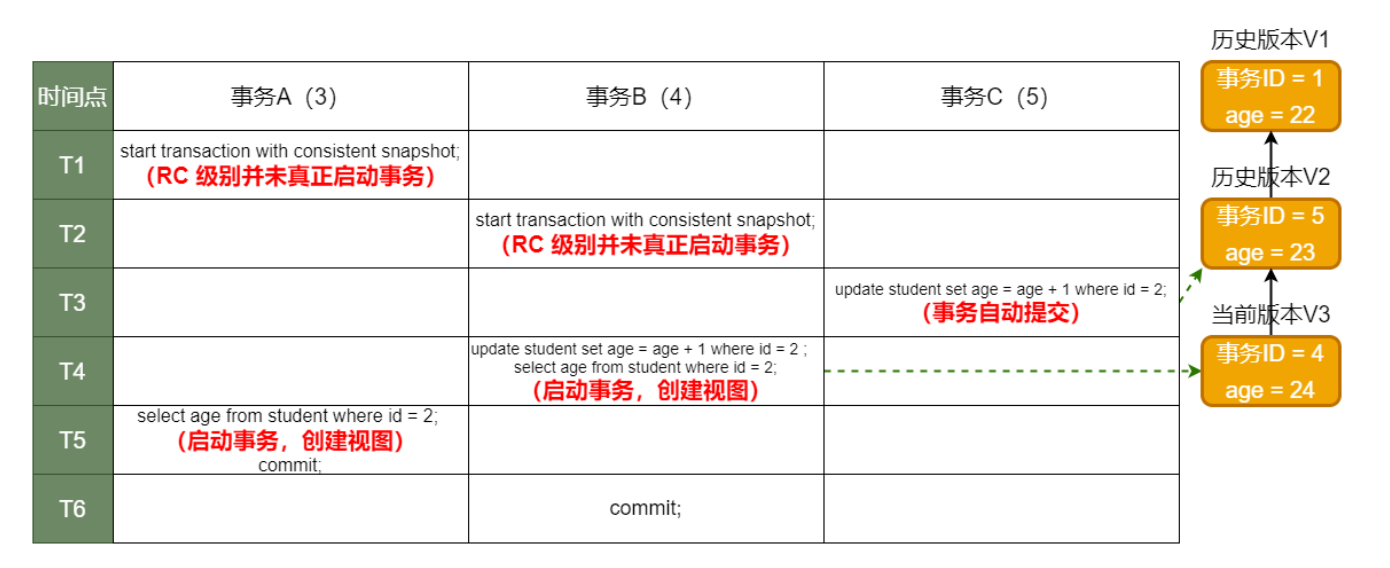 历史版本V1
事务ID = 1
age = 22
时间点
事务A（3）
事务B（4）
事务C（5）
T1
start transaction with consistent snapshot;
（RC 级别并未真正启动事务）
历史版本V2
事务ID = 5
age = 23
T2
start transaction with consistent snapshot;
（RC 级别并未真正启动事务）
T3
update student set age = age + 1 where id = 2;
（事务自动提交）
当前版本V3
事务ID = 4
age = 24
T4
update student set age = age + 1 where id = 2 ;
select age from student where id = 2;
（启动事务，创建视图）
T5
select age from student where id = 2;
（启动事务，创建视图）
commit;
T6
commit;